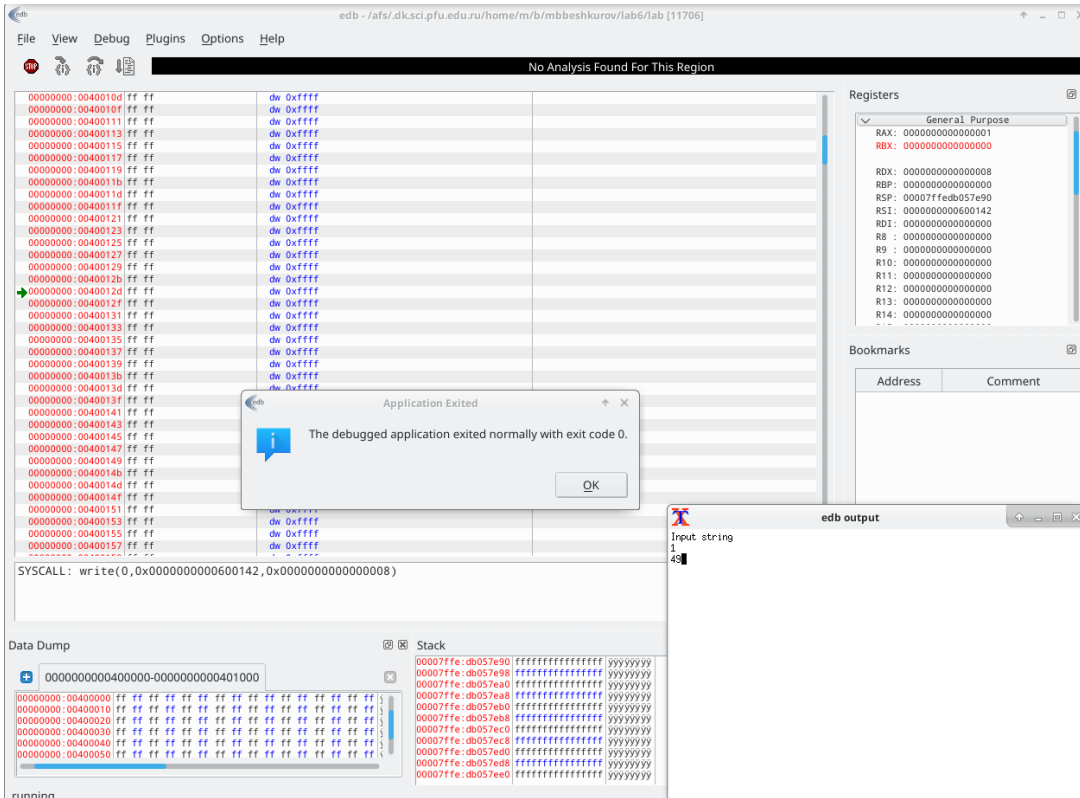 edb - /afs/.dk.sci.pfu.edu.ru/home/m/b/mbbeshkurov/lab6/lab [11706]
File View Debug Plugins Options Help
STOP
No Analysis Found For This Region
00000000:0040010d ff ff dw 0xffff
00000000:0040010f ff ff dw 0xffff
00000000:00400111 ff ff dw 0xffff
00000000:00400113 ff ff dw 0xffff
00000000:00400115 ff ff dw 0xffff
00000000:00400117 ff ff dw 0xffff
00000000:00400119 ff ff dw 0xffff
00000000:0040011b ff ff dw 0xffff
00000000:0040011d ff ff dw 0xffff
00000000:0040011f ff ff dw 0xffff
00000000:00400121 ff ff dw 0xffff
00000000:00400123 ff ff dw 0xffff
00000000:00400125 ff ff dw 0xffff
00000000:00400127 ff ff dw 0xffff
00000000:00400129 ff ff dw 0xffff
00000000:0040012b ff ff dw 0xffff
00000000:0040012d ff ff dw 0xffff
00000000:0040012f ff ff dw 0xffff
00000000:00400131 ff ff dw 0xffff
00000000:00400133 ff ff dw 0xffff
00000000:00400135 ff ff dw 0xffff
00000000:00400137 ff ff dw 0xffff
00000000:00400139 ff ff dw 0xffff
00000000:0040013b ff ff dw 0xffff
00000000:0040013d ff ff dw 0xffff
00000000:0040013f ff ff
00000000:00400141 ff ff
00000000:00400143 ff ff
00000000:00400145 ff ff
00000000:00400147 ff ff
00000000:00400149 ff ff
00000000:0040014b ff ff
00000000:0040014d ff ff
00000000:0040014f ff ff
00000000:00400151 ff ff dw 0xffff
00000000:00400153 ff ff dw 0xffff
00000000:00400155 ff ff dw 0xffff
00000000:00400157 ff ff dw 0xffff
Registers
General Purpose
RAX: 0000000000000001
RBX: 0000000000000000
RDX: 0000000000000008
RBP: 0000000000000000
RSP: 00007ffedb057e90
RSI: 0000000000600142
RDI: 0000000000000000
R8 : 0000000000000000
R9 : 0000000000000000
R10: 0000000000000000
R11: 0000000000000000
R12: 0000000000000000
R13: 0000000000000000
R14: 0000000000000000
Bookmarks
Address Comment
edb
Application Exited
The debugged application exited normally with exit code 0.
OK
edb output
Input string
1
49
SYSCALL: write(0,0x0000000000600142,0x0000000000000008)
Data Dump
0000000000400000-0000000000401000
00000000:00400000 ff ff ff ff ff ff ff ff ff ff ff ff ff ff ff ff
00000000:00400010 ff ff ff ff ff ff ff ff ff ff ff ff ff ff ff ff
00000000:00400020 ff ff ff ff ff ff ff ff ff ff ff ff ff ff ff ff
00000000:00400030 ff ff ff ff ff ff ff ff ff ff ff ff ff ff ff ff
00000000:00400040 ff ff ff ff ff ff ff ff ff ff ff ff ff ff ff ff
00000000:00400050 ff ff ff ff ff ff ff ff ff ff ff ff ff ff ff ff
Stack
00007ffe:db057e90 ffffffffffffffff ÿÿÿÿÿÿÿÿ
00007ffe:db057e98 ffffffffffffffff ÿÿÿÿÿÿÿÿ
00007ffe:db057ea0 ffffffffffffffff ÿÿÿÿÿÿÿÿ
00007ffe:db057ea8 ffffffffffffffff ÿÿÿÿÿÿÿÿ
00007ffe:db057eb0 ffffffffffffffff ÿÿÿÿÿÿÿÿ
00007ffe:db057eb8 ffffffffffffffff ÿÿÿÿÿÿÿÿ
00007ffe:db057ec0 ffffffffffffffff ÿÿÿÿÿÿÿÿ
00007ffe:db057ec8 ffffffffffffffff ÿÿÿÿÿÿÿÿ
00007ffe:db057ed0 ffffffffffffffff ÿÿÿÿÿÿÿÿ
00007ffe:db057ed8 ffffffffffffffff ÿÿÿÿÿÿÿÿ
00007ffe:db057ee0 ffffffffffffffff ÿÿÿÿÿÿÿÿ
running